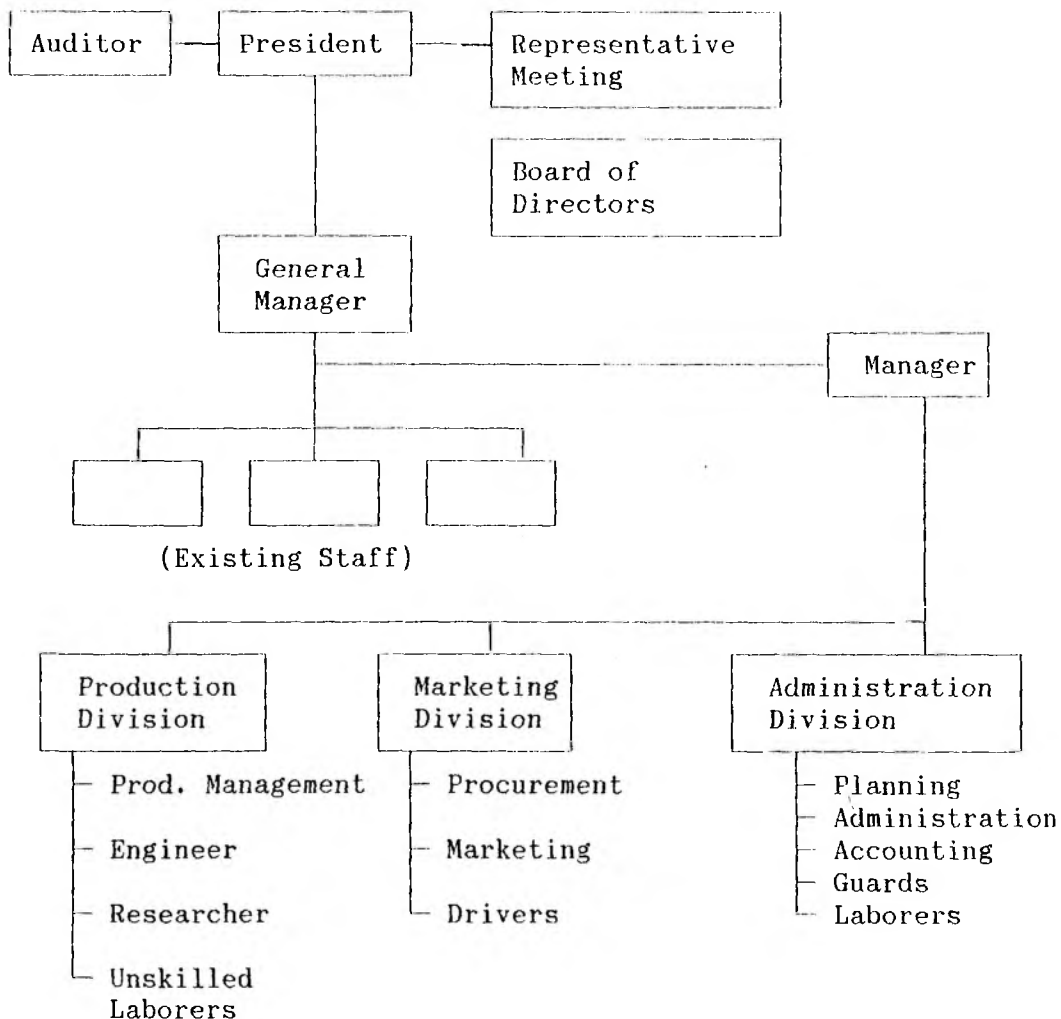 Auditor
President
Representative
Meeting
Board of
Directors
General
Manager
Manager
(Existing Staff)
Production
Division
Prod. Management
Engineer
Researcher
Unskilled
Laborers
Marketing
Division
Procurement
Marketing
Drivers
Administration
Division
Planning
Administration
Accounting
Guards
Laborers